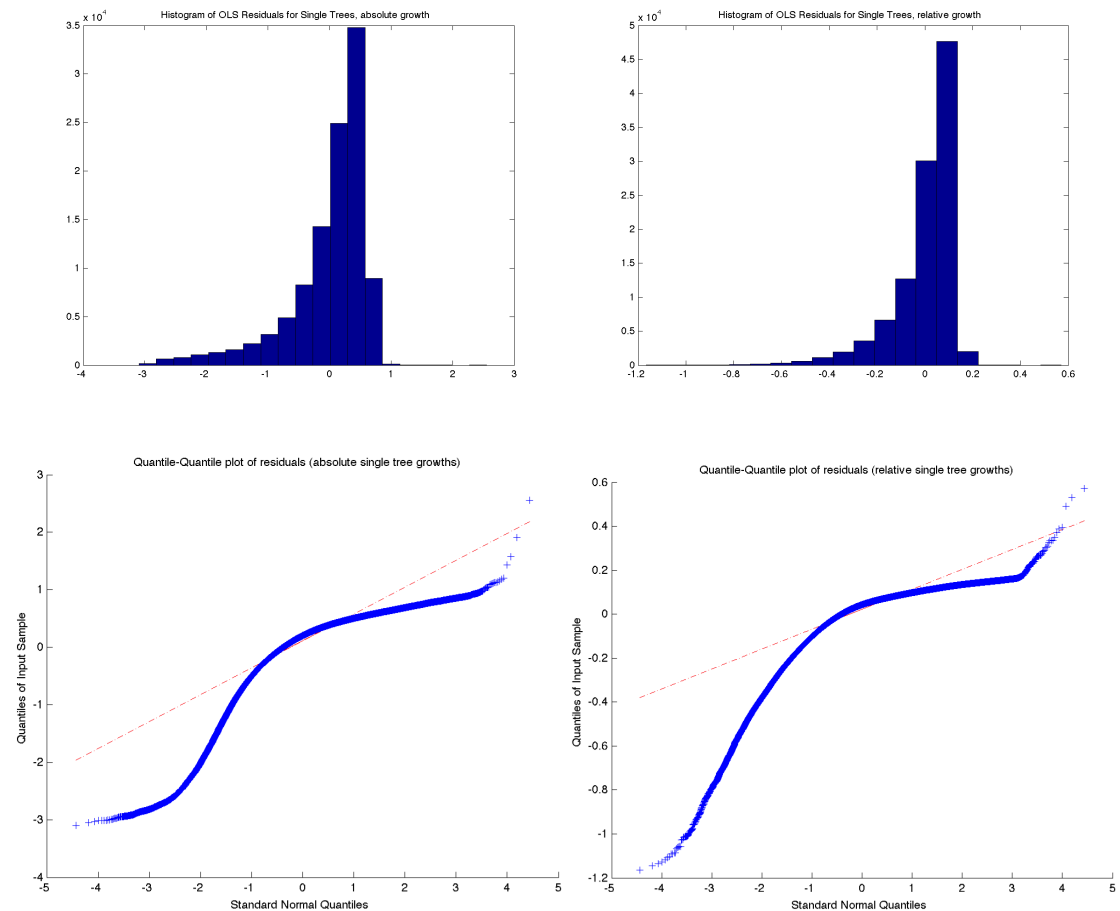 Histogram of OLS Residuals for Single Trees, absolute growth
x 10^4
3.5
3
2.5
2
1.5
1
0.5
0
-4 -3 -2 -1 0 1 2 3
Histogram of OLS Residuals for Single Trees, relative growth
x 10^4
5
4.5
4
3.5
3
2.5
2
1.5
1
0.5
0
-1.2 -1 -0.8 -0.6 -0.4 -0.2 0 0.2 0.4 0.6
Quantile-Quantile plot of residuals (absolute single tree growths)
Quantiles of Input Sample
3
2
1
0
-1
-2
-3
-4
-5 -4 -3 -2 -1 0 1 2 3 4 5
Standard Normal Quantiles
Quantile-Quantile plot of residuals (relative single tree growths)
Quantiles of Input Sample
0.6
0.4
0.2
0
-0.2
-0.4
-0.6
-0.8
-1
-1.2
-5 -4 -3 -2 -1 0 1 2 3 4 5
Standard Normal Quantiles